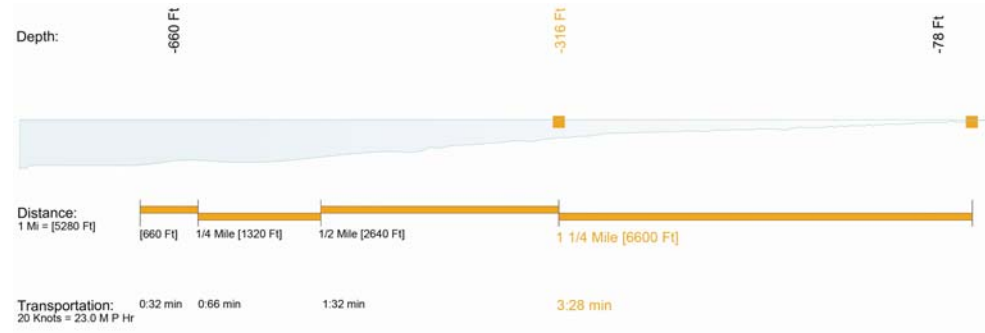 Depth:
-660 Ft
-316 Ft
-78 Ft
Distance:
1 Mi = [5280 Ft]
[660 Ft]
1/4 Mile [1320 Ft]
1/2 Mile [2640 Ft]
1 1/4 Mile [6600 Ft]
Transportation:
20 Knots = 23.0 M P Hr
0:32 min
0:66 min
1:32 min
3:28 min